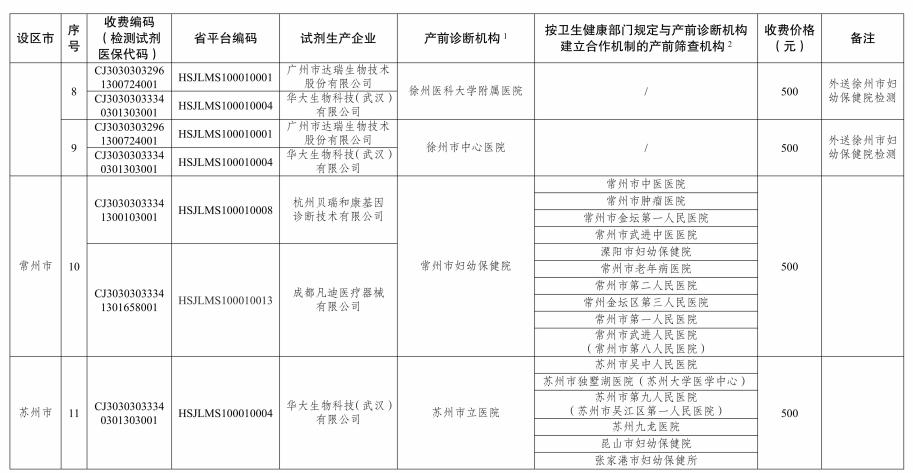 设区市
序
号
收费编码
（检测试剂
医保代码）
省平台编码
试剂生产企业
产前诊断机构1
按卫生健康部门规定与产前诊断机构
建立合作机制的产前筛查机构2
收费价格
（元）
备注
8
CJ3030303296
1300724001
HSJLMS100010001
广州市达瑞生物技术
股份有限公司
CJ3030303334
0301303001
HSJLMS100010004
华大生物科技（武汉）
有限公司
徐州医科大学附属医院
/
500
外送徐州市妇
幼保健院检测
9
CJ3030303296
1300724001
HSJLMS100010001
广州市达瑞生物技术
股份有限公司
CJ3030303334
0301303001
HSJLMS100010004
华大生物科技（武汉）
有限公司
徐州市中心医院
/
500
外送徐州市妇
幼保健院检测
常州市
10
CJ3030303334
1300103001
HSJLMS100010008
杭州贝瑞和康基因
诊断技术有限公司
CJ3030303334
1301658001
HSJLMS100010013
成都凡迪医疗器械
有限公司
常州市妇幼保健院
常州市中医医院
常州市肿瘤医院
常州市金坛第一人民医院
常州市武进中医医院
溧阳市妇幼保健院
常州市老年病医院
常州市第二人民医院
常州金坛区第三人民医院
常州市第一人民医院
常州市武进人民医院
（常州市第八人民医院）
500
苏州市
11
CJ3030303334
0301303001
HSJLMS100010004
华大生物科技（武汉）
有限公司
苏州市立医院
苏州市吴中人民医院
苏州市独墅湖医院（苏州大学医学中心）
苏州市第九人民医院
（苏州市吴江区第一人民医院）
苏州九龙医院
昆山市妇幼保健院
张家港市妇幼保健所
500